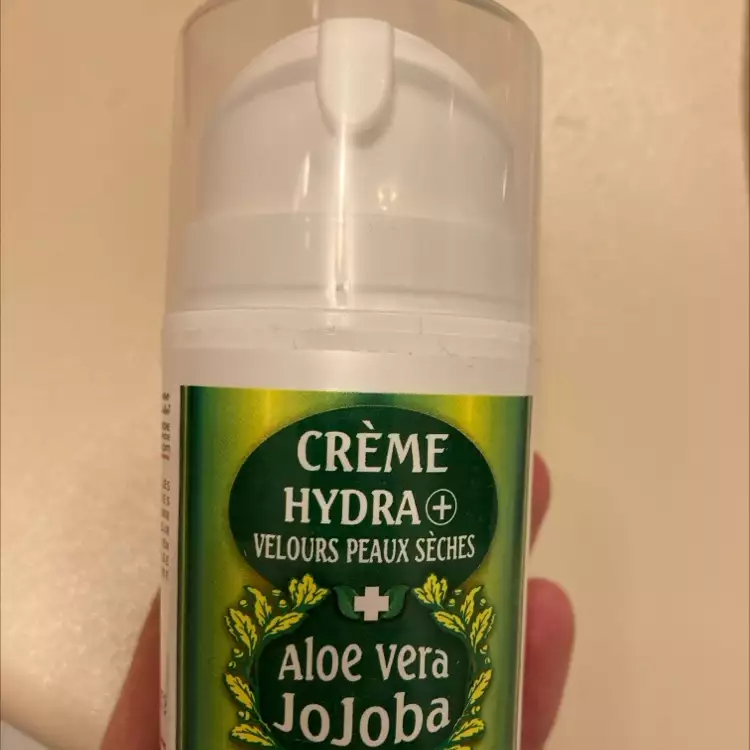 CRÈME
HYDRA+
VELOURS PEAUX SÈCHES
Aloe vera
JoJoba